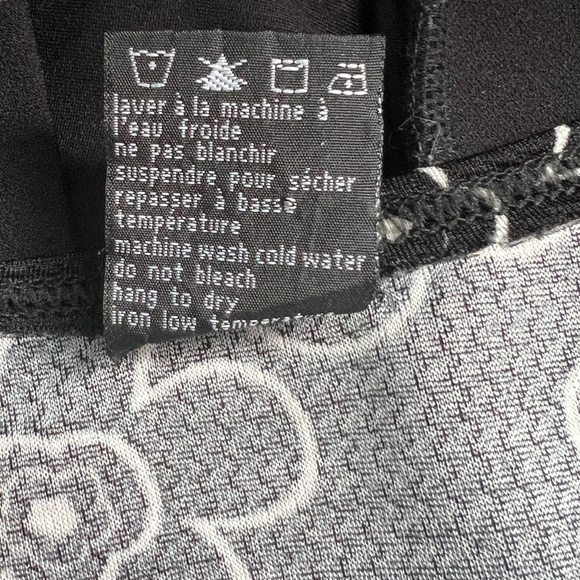 laver à la machine à
l'eau froide
ne pas blanchir
suspendre pour sécher
repasser à basse
température
machine wash cold water
do not bleach
hang to dry
iron low temperature